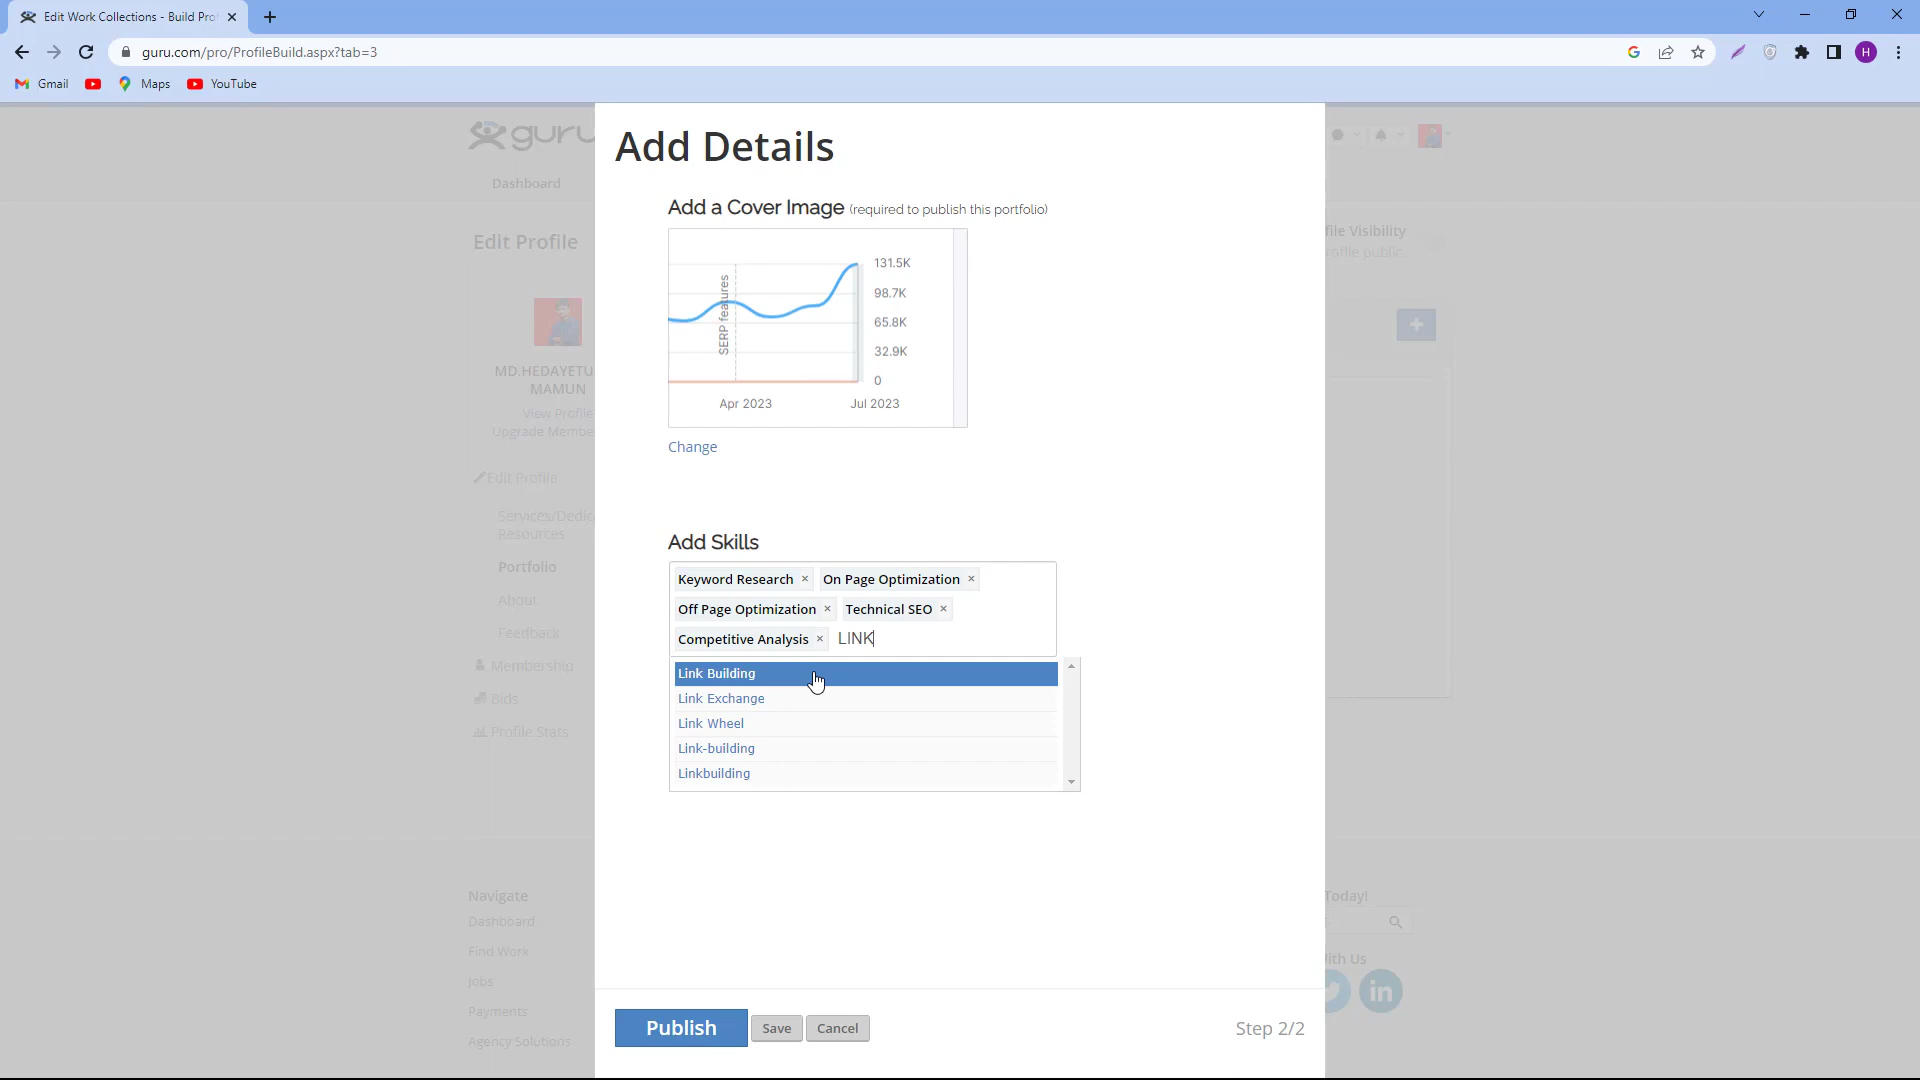 Edit Work Collections - Build Pro
guru.com/pro/ProfileBuild.aspx?tab=3
H
Gmail
Maps
YouTube
guru
Dashboard
Add Details
Add a Cover Image (required to publish this portfolio)
131.5K
98.7K
65.8K
32.9K
0
SERP features
Apr 2023
Jul 2023
Change
Edit Profile
file Visibility
rofile public.
MD.HEDAYETU
MAMUN
View Profile
Upgrade Membe
Edit Profile
Services/Dedic
Resources
Portfolio
About
Feedback
Membership
Bids
Profile Stats
Add Skills
Keyword Research × On Page Optimization ×
Off Page Optimization × Technical SEO ×
Competitive Analysis × LINK
Link Building
Link Exchange
Link Wheel
Link-building
Linkbuilding
Navigate
Dashboard
Find Work
Jobs
Payments
Agency Solutions
Today!
With Us
in
Publish
Save
Cancel
Step 2/2